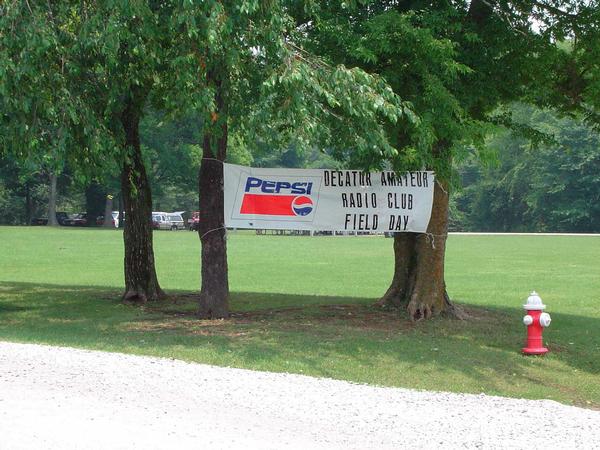 PEPSI
DECATUR AMATEUR
RADIO CLUB
FIELD DAY